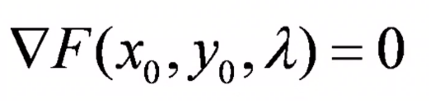 ∇F(x₀, y₀, λ) = 0